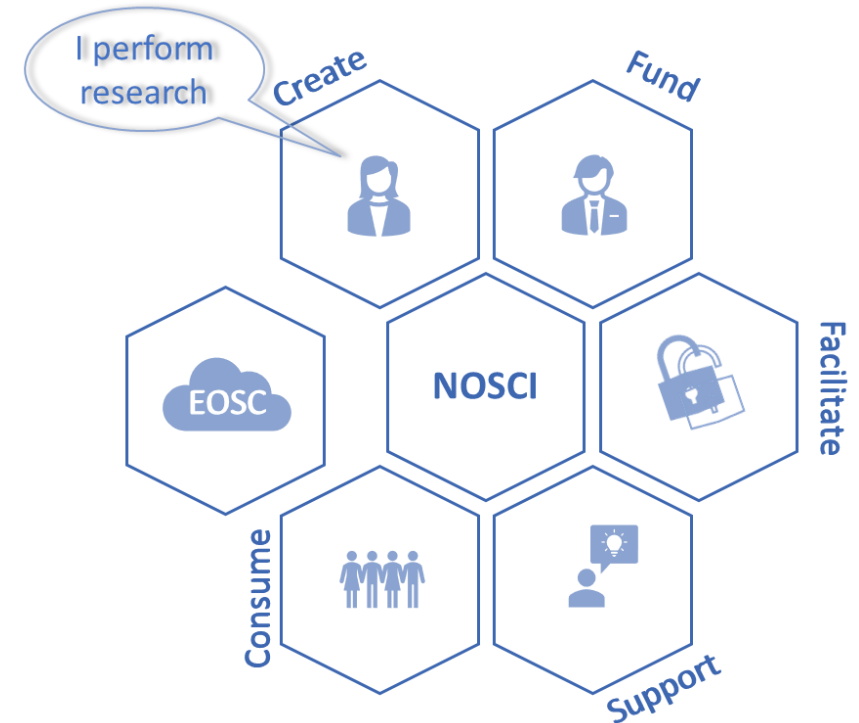 I perform
research
Create
Fund
Facilitate
EOSC
NOSCI
Consume
Support